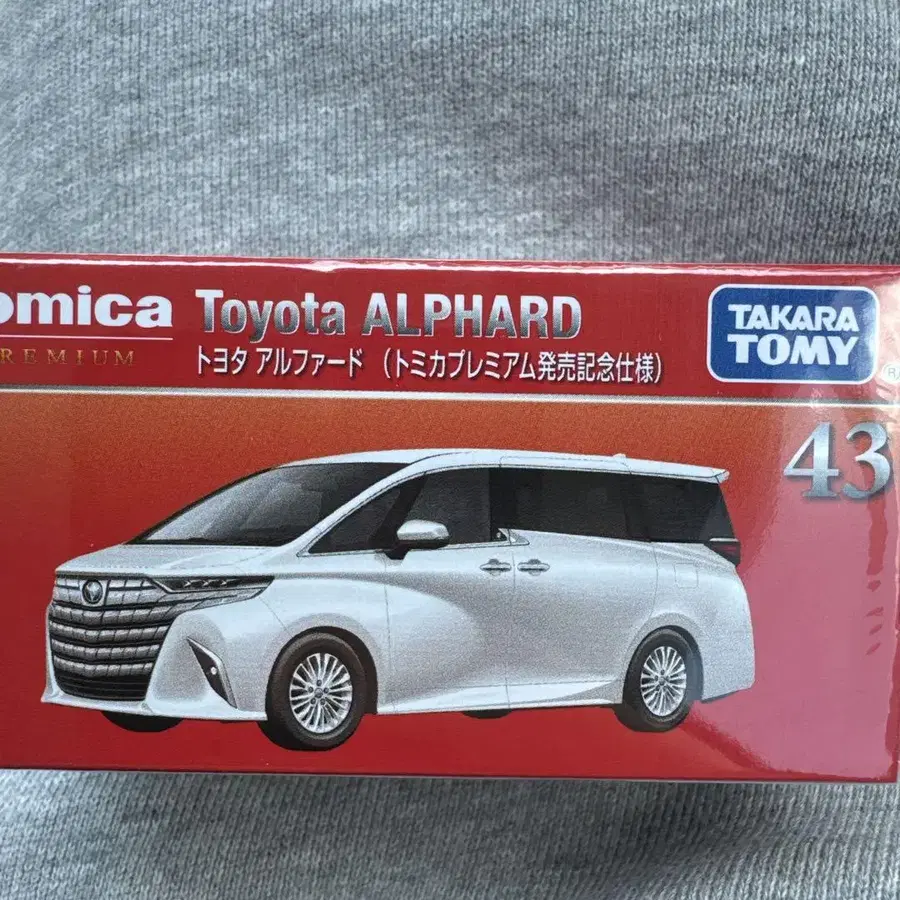 omica
REMIUM
Toyota ALPHARD
トヨタ アルファード (トミカプレミアム発売記念仕様)
TAKARA
TOMY
®
43